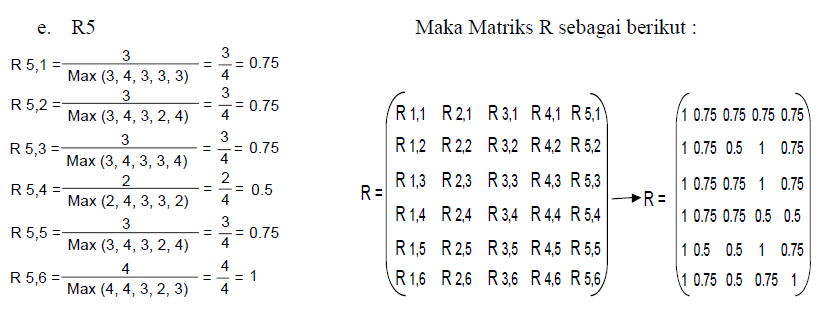 e. R5
R 5,1 = 3 / Max (3, 4, 3, 3, 3) = 3/4 = 0.75
R 5,2 = 3 / Max (3, 4, 3, 2, 4) = 3/4 = 0.75
R 5,3 = 3 / Max (3, 4, 3, 3, 4) = 3/4 = 0.75
R 5,4 = 2 / Max (2, 4, 3, 3, 2) = 2/4 = 0.5
R 5,5 = 3 / Max (3, 4, 3, 2, 4) = 3/4 = 0.75
R 5,6 = 4 / Max (4, 4, 3, 2, 3) = 4/4 = 1
Maka Matriks R sebagai berikut :
R =
R 1,1 R 2,1 R 3,1 R 4,1 R 5,1
R 1,2 R 2,2 R 3,2 R 4,2 R 5,2
R 1,3 R 2,3 R 3,3 R 4,3 R 5,3
R 1,4 R 2,4 R 3,4 R 4,4 R 5,4
R 1,5 R 2,5 R 3,5 R 4,5 R 5,5
R 1,6 R 2,6 R 3,6 R 4,6 R 5,6
→ R =
1 0.75 0.75 0.75 0.75
1 0.75 0.5 1 0.75
1 0.75 0.75 1 0.75
1 0.75 0.75 0.5 0.5
1 0.5 0.5 1 0.75
1 0.75 0.5 0.75 1